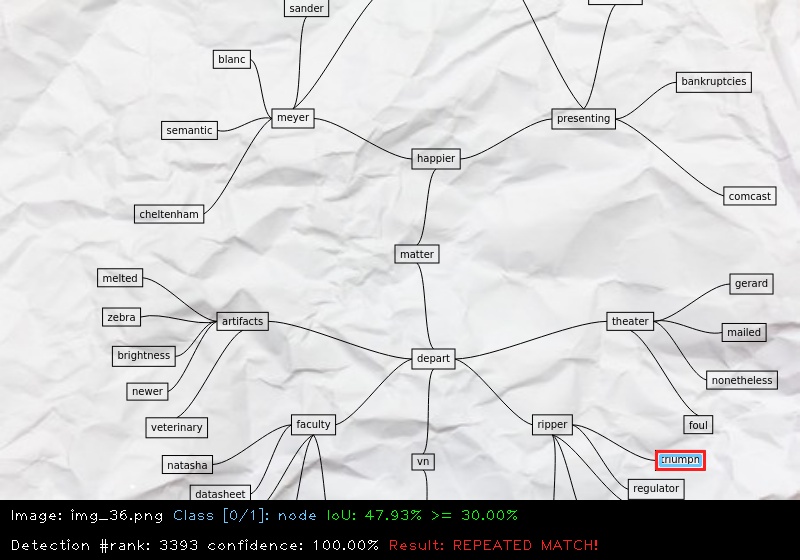 sander
blanc
bankruptcies
meyer
presenting
semantic
happier
comcast
cheltenham
matter
melted
gerard
zebra
artifacts
theater
mailed
brightness
depart
newer
nonetheless
veterinary
faculty
ripper
foul
natasha
vn
triumph
datasheet
regulator
Image: img_36.png Class [0/1]: node IoU: 47.93% >= 30.00%
Detection #rank: 3393 confidence: 100.00% Result: REPEATED MATCH!